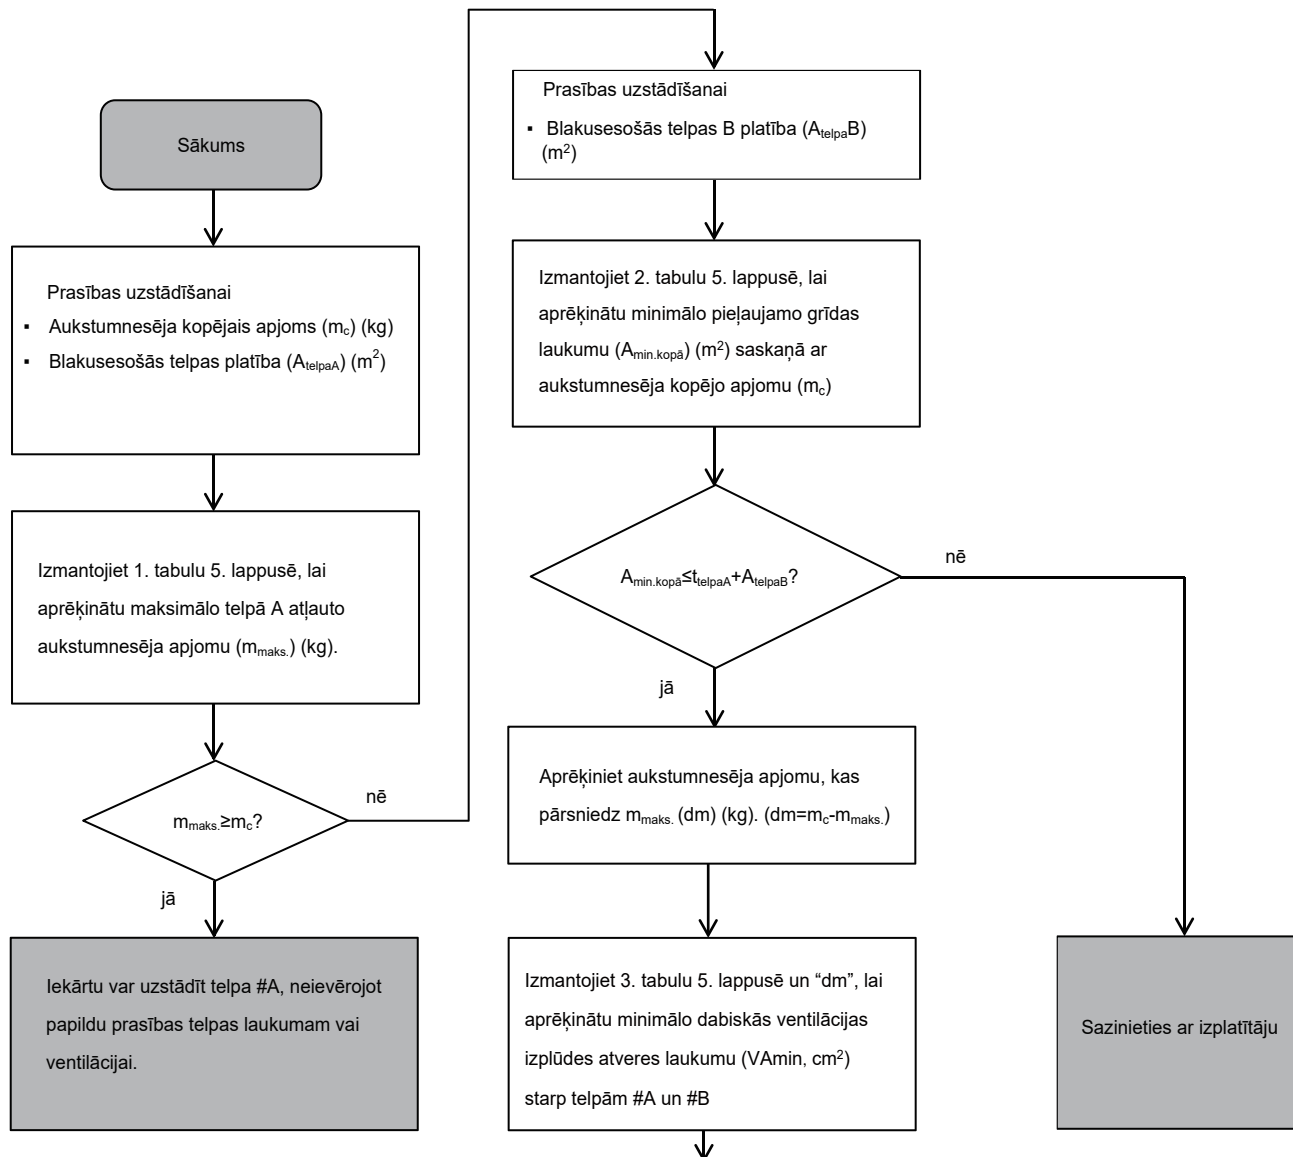 Sākums
Prasības uzstādīšanai
▪ Aukstumnesēja kopējais apjoms (mc) (kg)
▪ Blakusesošās telpas platība (AtelpaA) (m²)
Izmantojiet 1. tabulu 5. lappusē, lai
aprēķinātu maksimālo telpā A atļauto
aukstumnesēja apjomu (mmaks.) (kg).
mmaks.≥mc?
nē
jā
Iekārtu var uzstādīt telpa #A, neievērojot
papildu prasības telpas laukumam vai
ventilācijai.
Prasības uzstādīšanai
▪ Blakusesošās telpas B platība (AtelpaB)
(m²)
Izmantojiet 2. tabulu 5. lappusē, lai
aprēķinātu minimālo pieļaujamo grīdas
laukumu (Amin.kopā) (m²) saskaņā ar
aukstumnesēja kopējo apjomu (mc)
Amin.kopā≤ttelpaA+AtelpaB?
nē
jā
Aprēķiniet aukstumnesēja apjomu, kas
pārsniedz mmaks. (dm) (kg). (dm=mc-mmaks.)
Izmantojiet 3. tabulu 5. lappusē un “dm”, lai
aprēķinātu minimālo dabiskās ventilācijas
izplūdes atveres laukumu (VAmin, cm²)
starp telpām #A un #B
Sazinieties ar izplatītāju